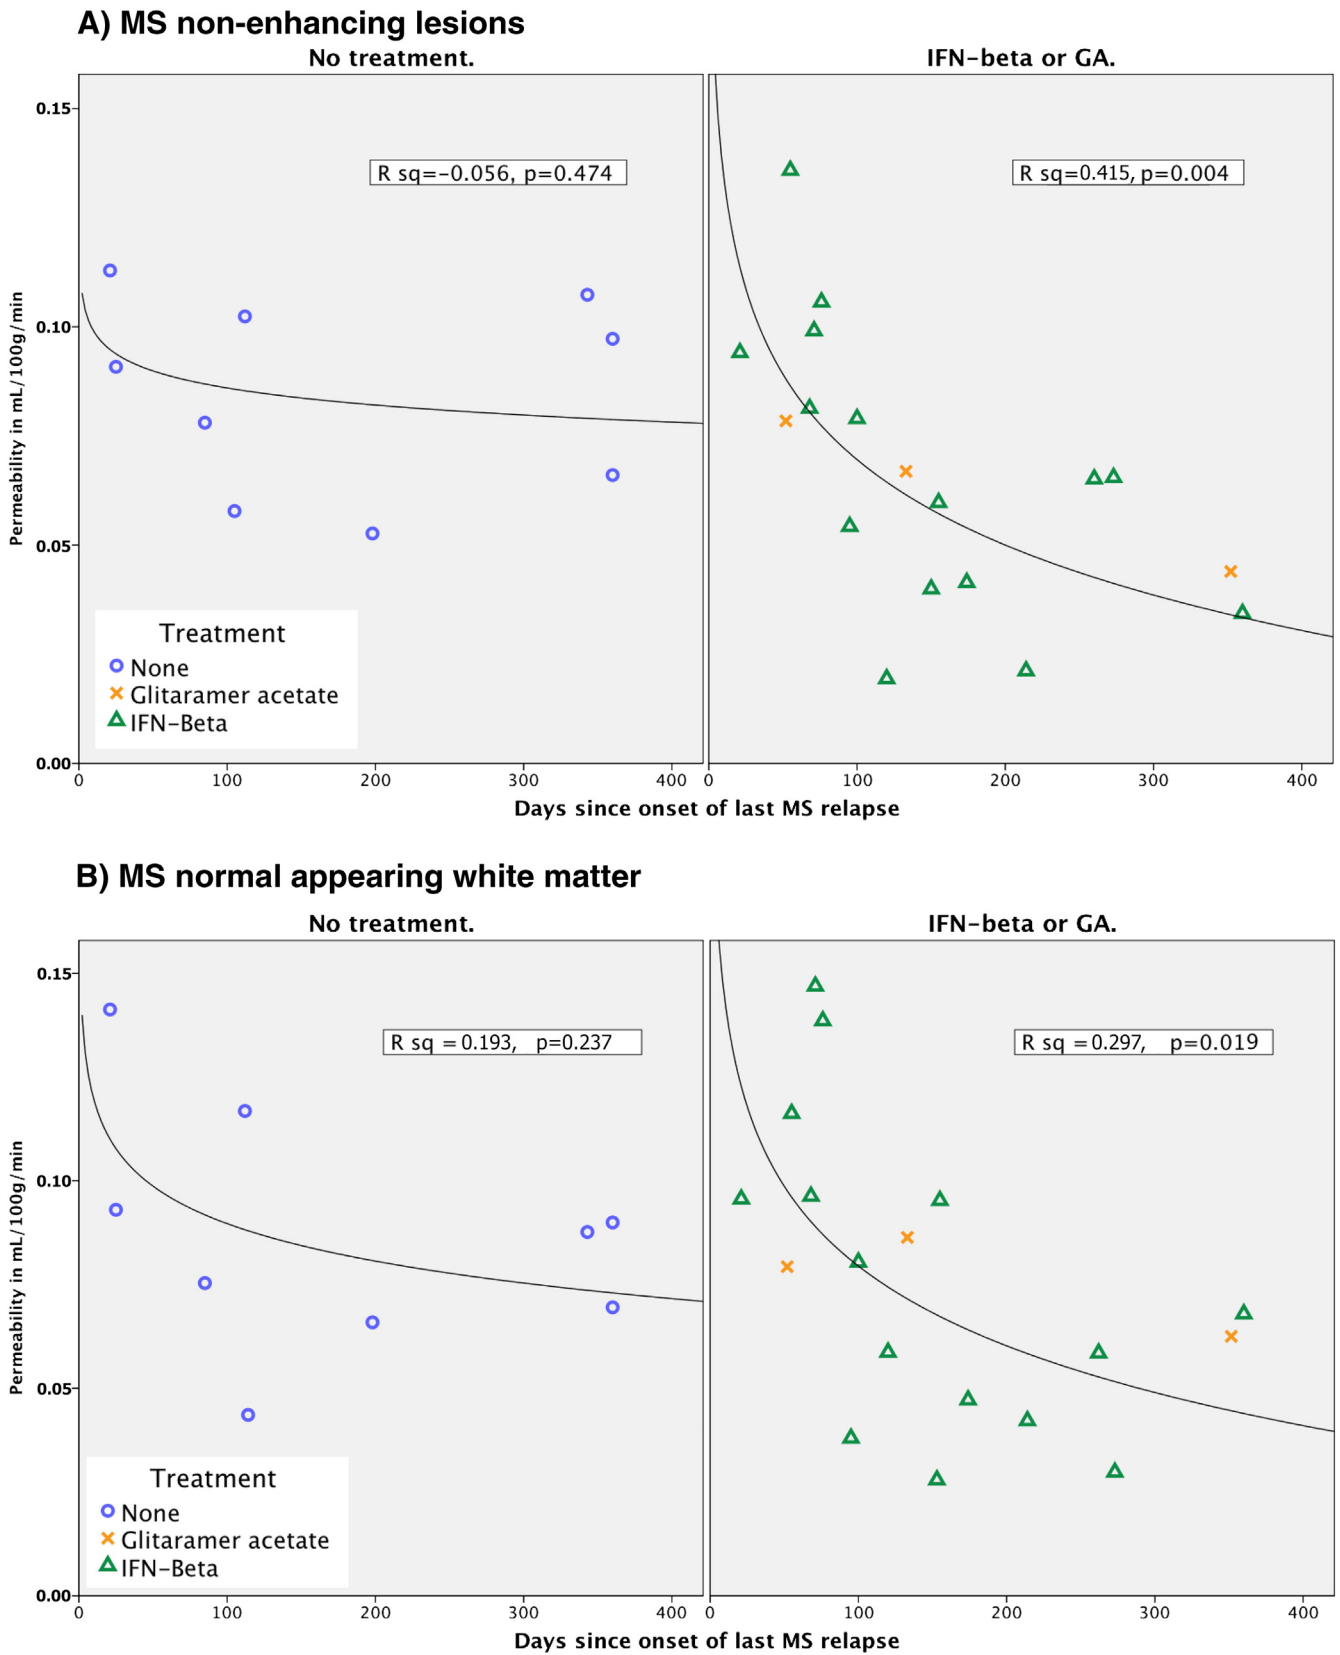 A) MS non-enhancing lesions
No treatment.
IFN-beta or GA.
Permeability in mL/100g/min
0.15
0.10
0.05
0.00
R sq=-0.056, p=0.474
R sq=0.415, p=0.004
Treatment
None
Glitaramer acetate
IFN-Beta
0 100 200 300 400
0 100 200 300 400
Days since onset of last MS relapse
B) MS normal appearing white matter
No treatment.
IFN-beta or GA.
Permeability in mL/100g/min
0.15
0.10
0.05
0.00
R sq = 0.193, p=0.237
R sq = 0.297, p=0.019
Treatment
None
Glitaramer acetate
IFN-Beta
0 100 200 300 400
0 100 200 300 400
Days since onset of last MS relapse